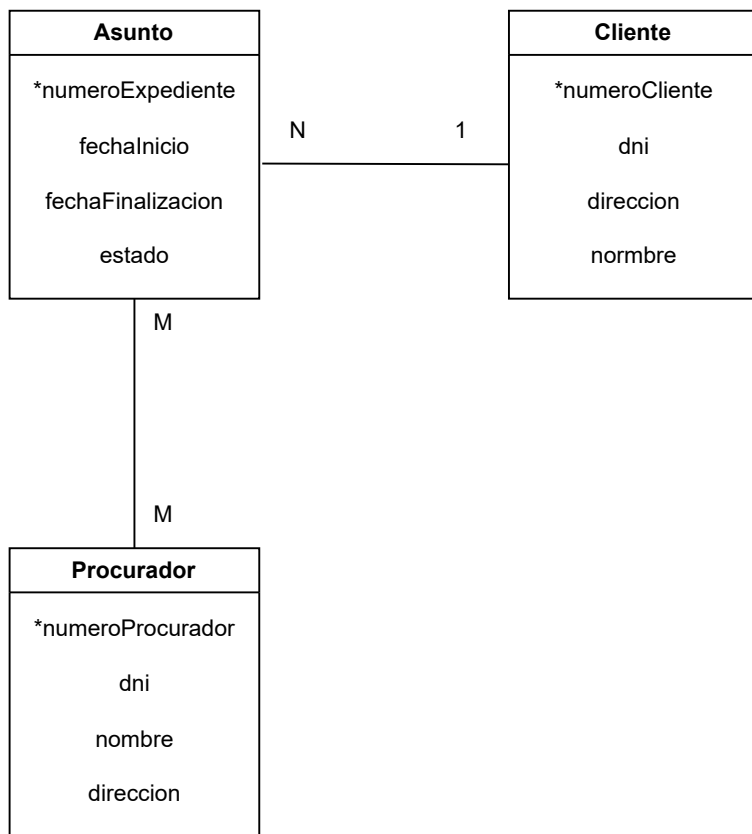 Asunto
*numeroExpediente
fechaInicio
fechaFinalizacion
estado
N
1
Cliente
*numeroCliente
dni
direccion
normbre
M
M
Procurador
*numeroProcurador
dni
nombre
direccion